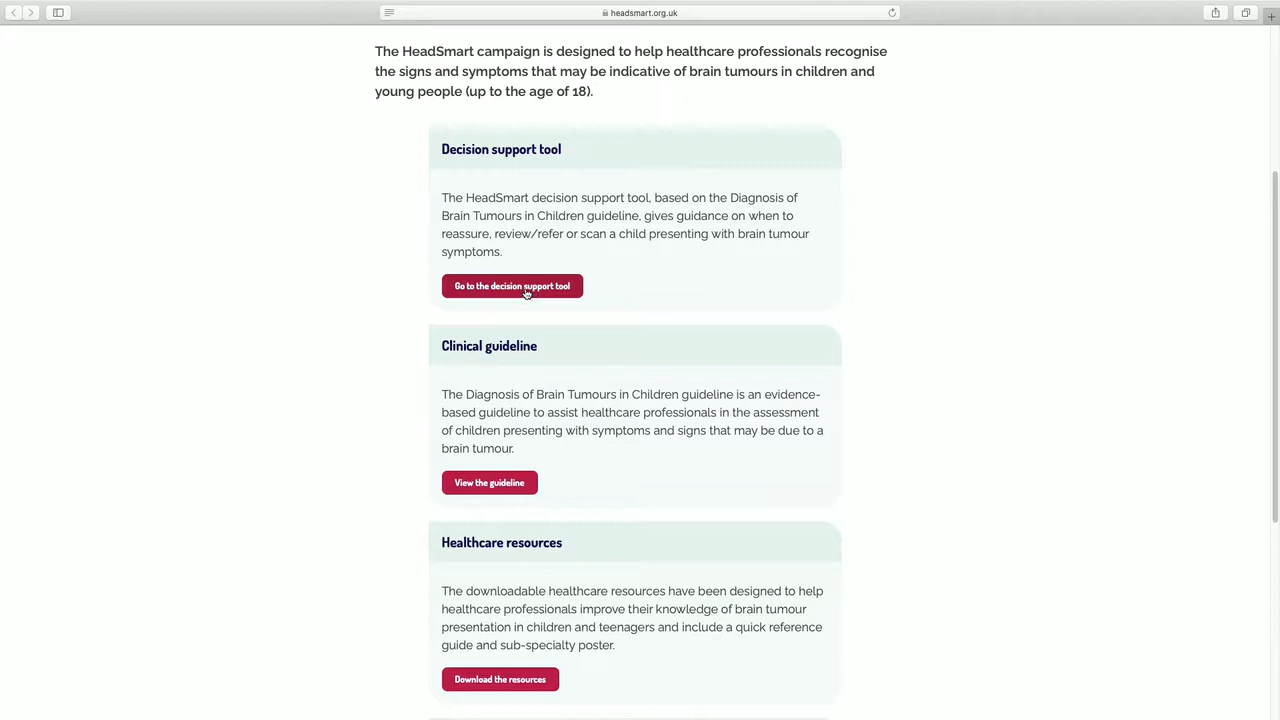 headsmart.org.uk
The HeadSmart campaign is designed to help healthcare professionals recognise
the signs and symptoms that may be indicative of brain tumours in children and
young people (up to the age of 18).
Decision support tool
The HeadSmart decision support tool, based on the Diagnosis of
Brain Tumours in Children guideline, gives guidance on when to
reassure, review/refer or scan a child presenting with brain tumour
symptoms.
Go to the decision support tool
Clinical guideline
The Diagnosis of Brain Tumours in Children guideline is an evidence-
based guideline to assist healthcare professionals in the assessment
of children presenting with symptoms and signs that may be due to a
brain tumour.
View the guideline
Healthcare resources
The downloadable healthcare resources have been designed to help
healthcare professionals improve their knowledge of brain tumour
presentation in children and teenagers and include a quick reference
guide and sub-specialty poster.
Download the resources